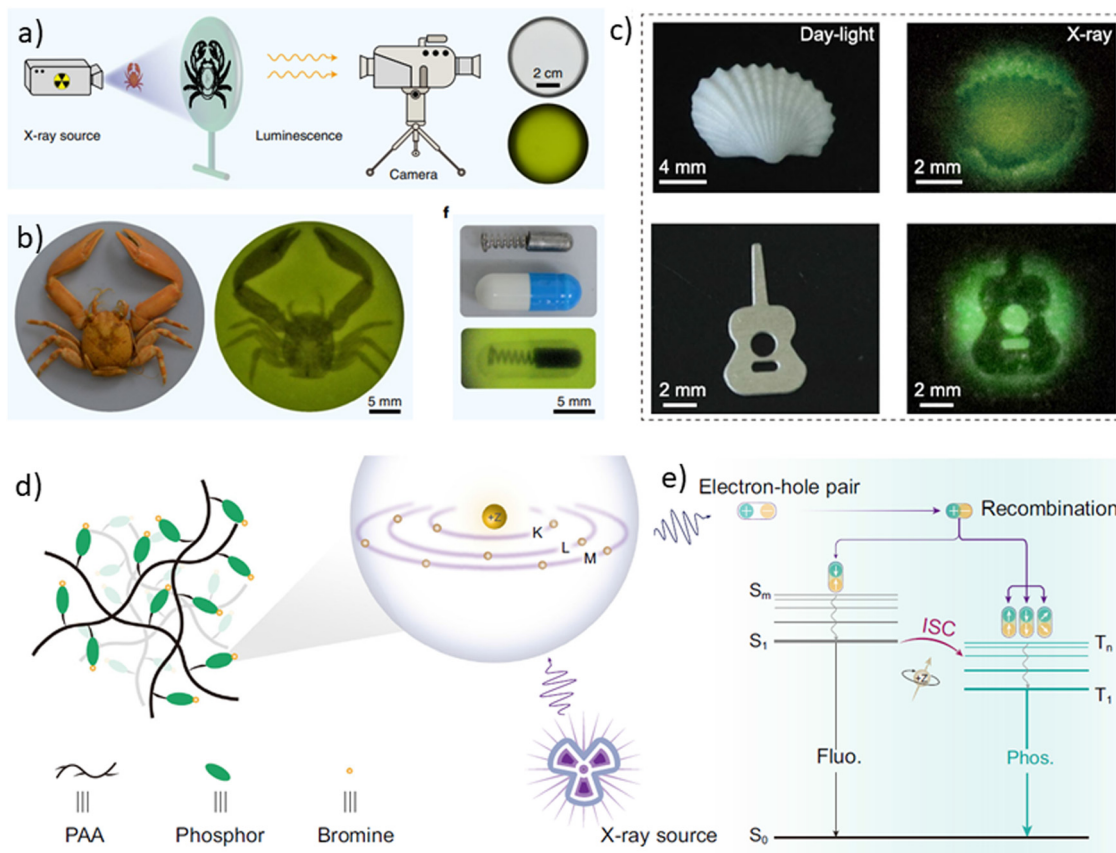 a)
2 cm
X-ray source
Luminescence
Camera
b)
5 mm
f
5 mm
c)
Day-light
X-ray
4 mm
2 mm
2 mm
2 mm
d)
+Z
K
L
M
PAA
Phosphor
Bromine
X-ray source
e)
Electron-hole pair
Recombination
Sm
S1
ISC
+Z
Tn
T1
Fluo.
Phos.
S0